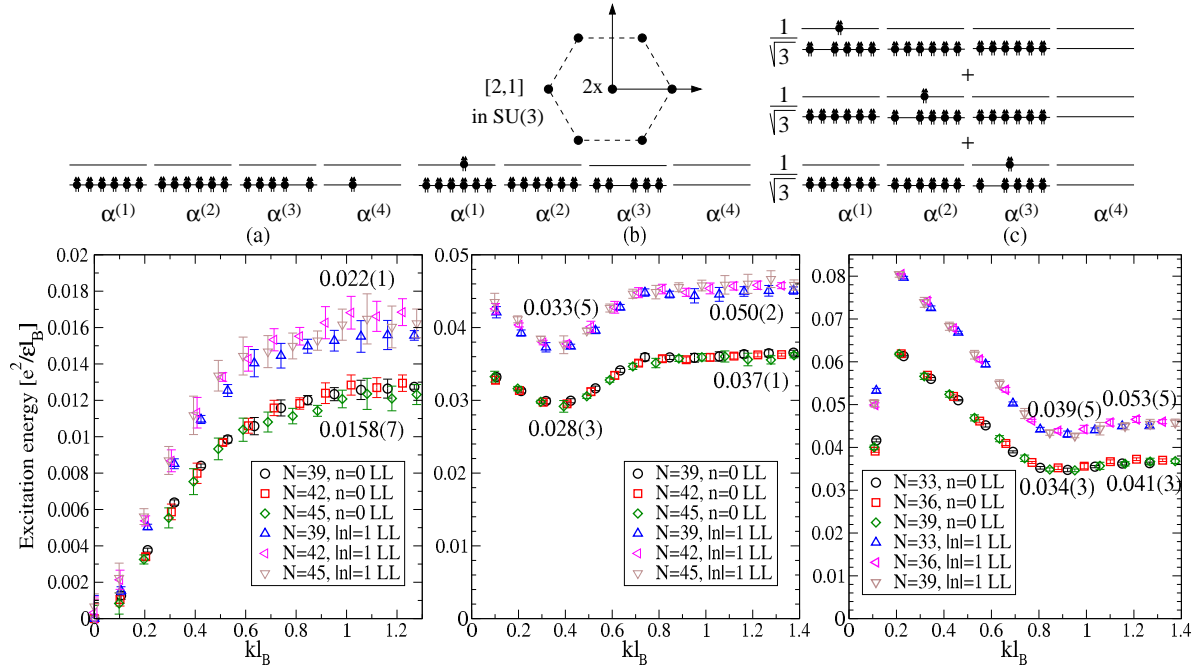 [2,1]
in SU(3)
2x
1
√3
+
1
√3
+
1
√3
α(1) α(2) α(3) α(4)
α(1) α(2) α(3) α(4)
α(1) α(2) α(3) α(4)
(a)
(b)
(c)
Excitation energy [e²/εl_B]
0.02
0.018
0.016
0.014
0.012
0.01
0.008
0.006
0.004
0.002
0
0.022(1)
0.0158(7)
N=39, n=0 LL
N=42, n=0 LL
N=45, n=0 LL
N=39, |n|=1 LL
N=42, |n|=1 LL
N=45, |n|=1 LL
0 0.2 0.4 0.6 0.8 1 1.2
kl_B
0.05
0.04
0.03
0.02
0.01
0
0.033(5)
0.050(2)
0.028(3)
0.037(1)
N=39, n=0 LL
N=42, n=0 LL
N=45, n=0 LL
N=39, |n|=1 LL
N=42, |n|=1 LL
N=45, |n|=1 LL
0 0.2 0.4 0.6 0.8 1 1.2 1.4
kl_B
0.08
0.07
0.06
0.05
0.04
0.03
0.02
0.01
0
0.039(5)
0.053(5)
0.034(3)
0.041(3)
N=33, n=0 LL
N=36, n=0 LL
N=39, n=0 LL
N=33, |n|=1 LL
N=36, |n|=1 LL
N=39, |n|=1 LL
0 0.2 0.4 0.6 0.8 1 1.2 1.4
kl_B